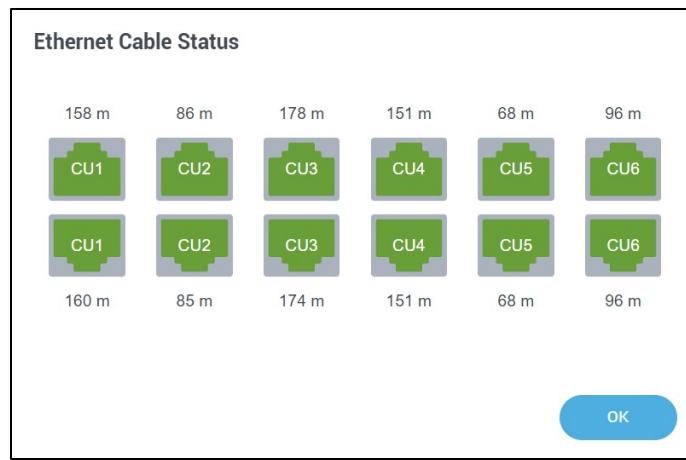 Ethernet Cable Status
158 m 86 m 178 m 151 m 68 m 96 m
CU1 CU2 CU3 CU4 CU5 CU6
CU1 CU2 CU3 CU4 CU5 CU6
160 m 85 m 174 m 151 m 68 m 96 m
OK